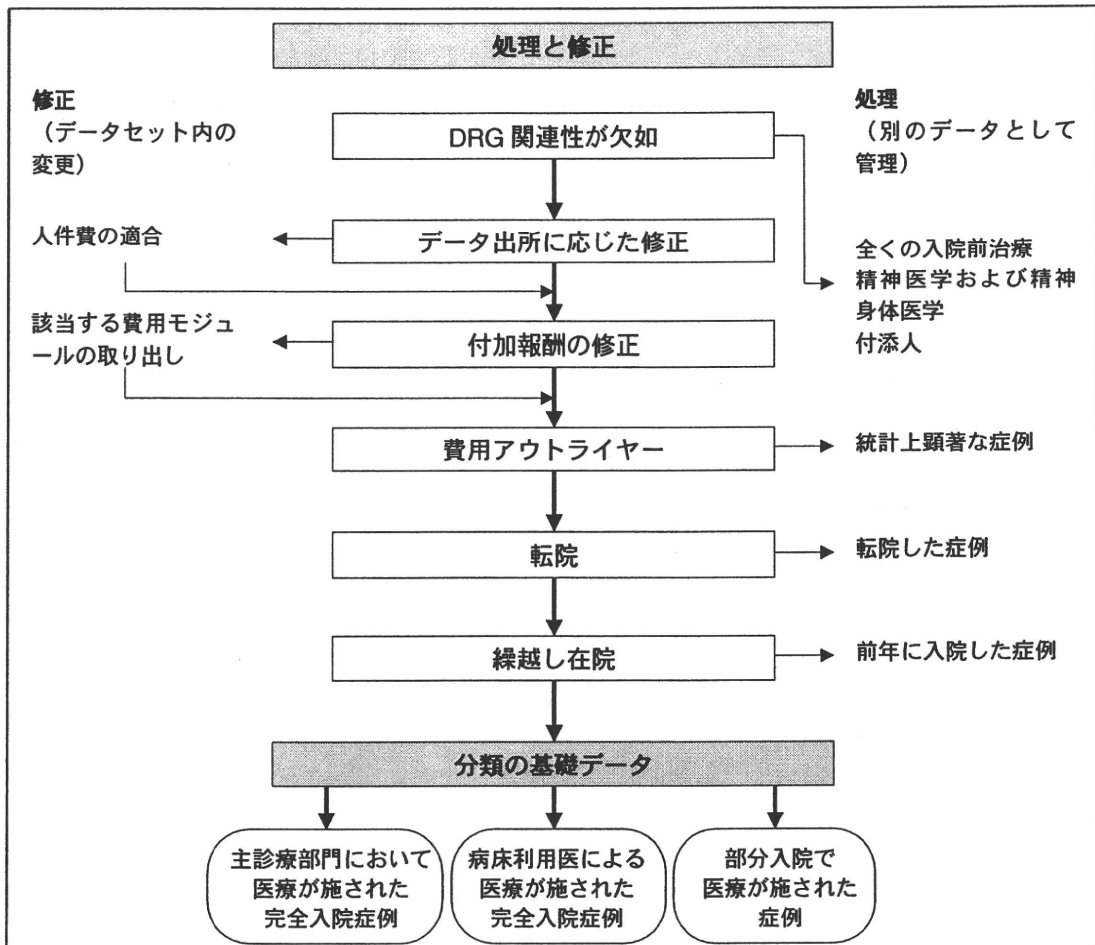 処理と修正
修正
（データセット内の
変更）
処理
（別のデータとして
管理）
DRG 関連性が欠如
人件費の適合
データ出所に応じた修正
全くの入院前治療
精神医学および精神
身体医学
付添人
該当する費用モジュ
ールの取り出し
付加報酬の修正
費用アウトライヤー
統計上顕著な症例
転院
転院した症例
繰越し在院
前年に入院した症例
分類の基礎データ
主診療部門において
医療が施された
完全入院症例
病床利用医による
医療が施された
完全入院症例
部分入院で
医療が施された
症例